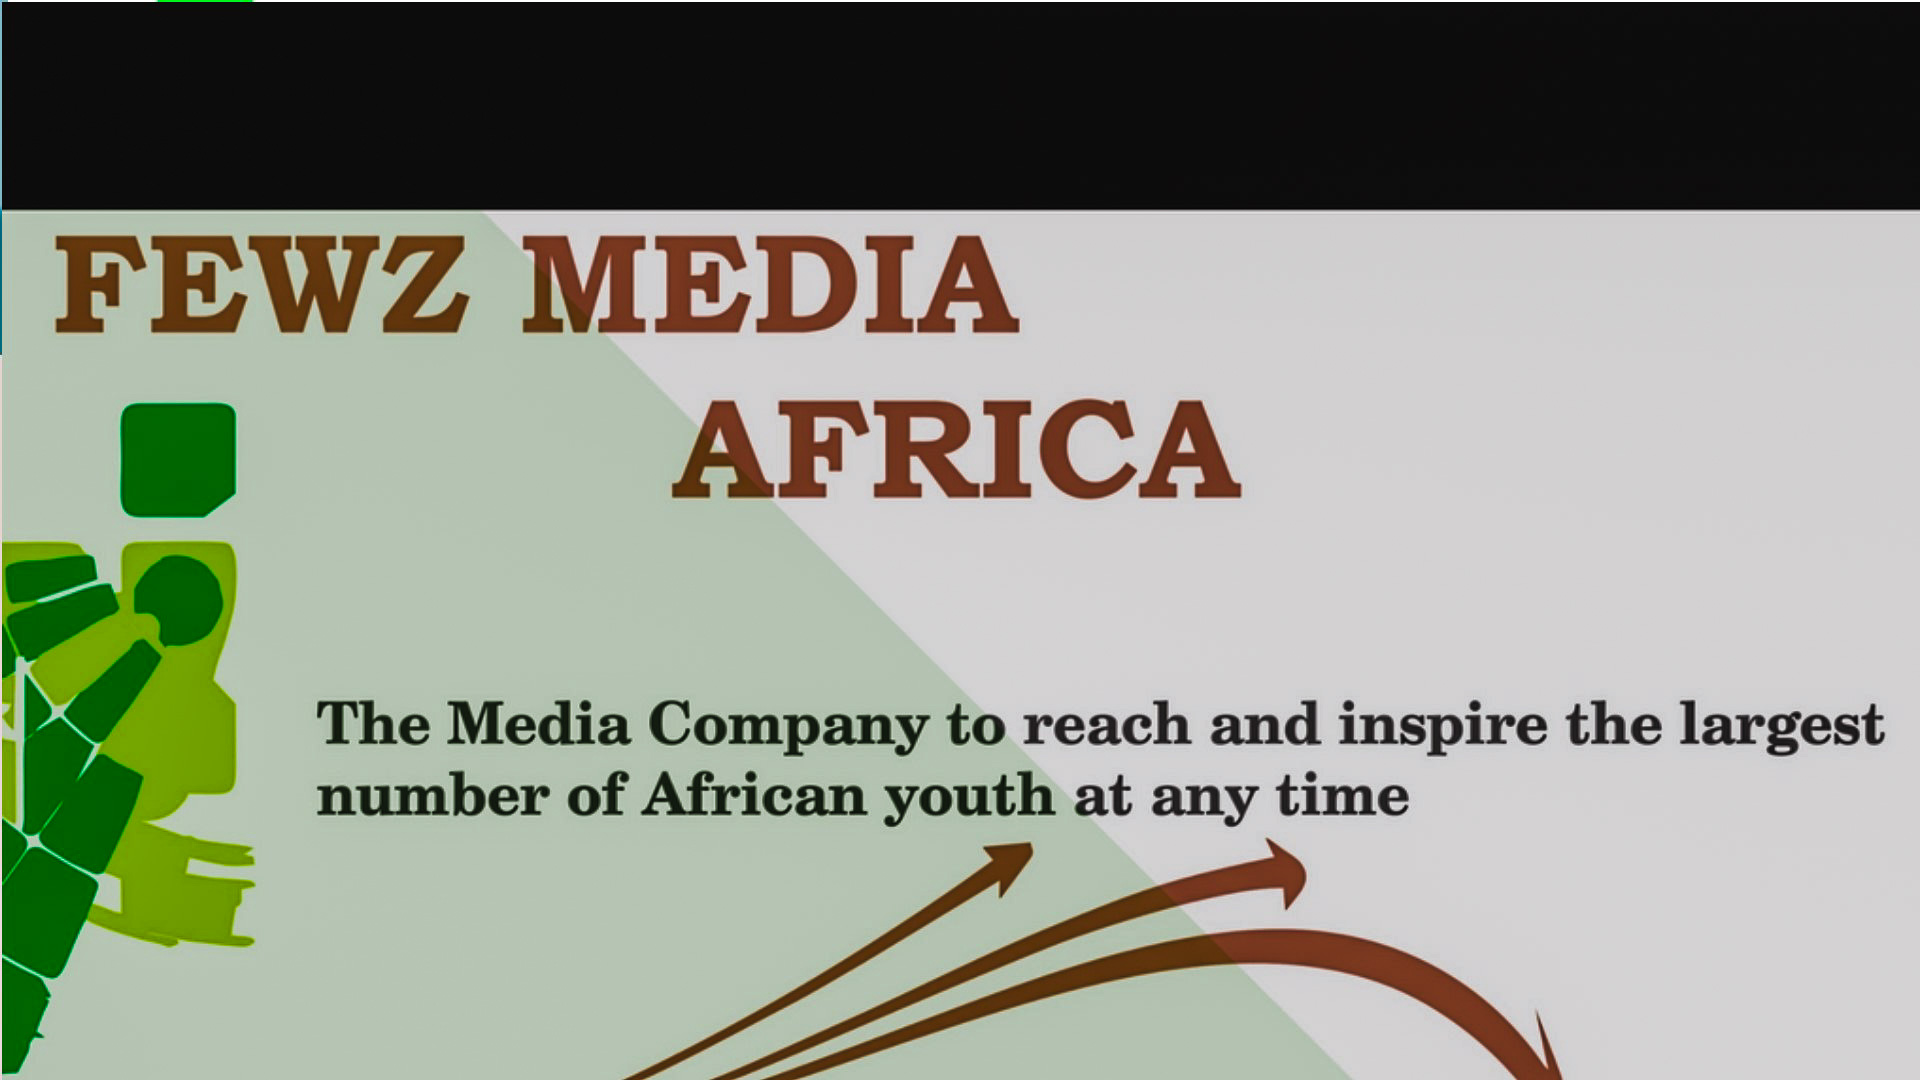 FEWZ MEDIA
AFRICA
The Media Company to reach and inspire the largest
number of African youth at any time